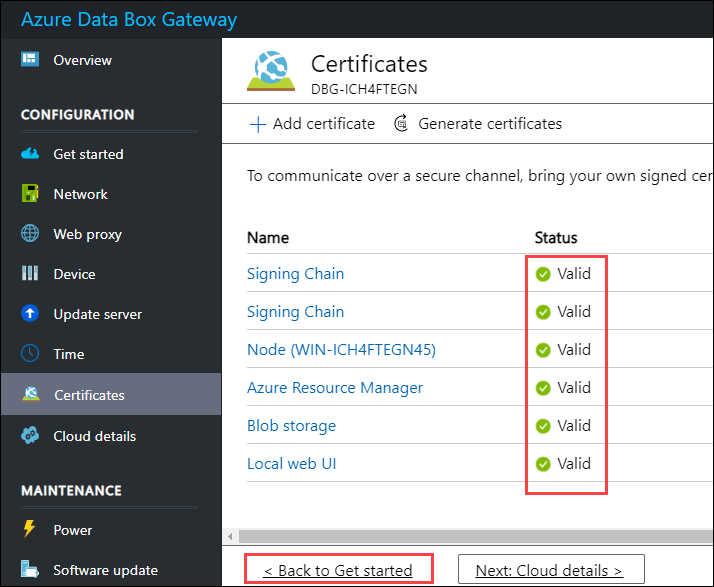 Azure Data Box Gateway
Overview
CONFIGURATION
Get started
Network
Web proxy
Device
Update server
Time
Certificates
Cloud details
MAINTENANCE
Power
Software update
Certificates
DBG-ICH4FTEGN
Add certificate Generate certificates
To communicate over a secure channel, bring your own signed cer
Name Status
Signing Chain Valid
Signing Chain Valid
Node (WIN-ICH4FTEGN45) Valid
Azure Resource Manager Valid
Blob storage Valid
Local web UI Valid
< Back to Get started Next: Cloud details >